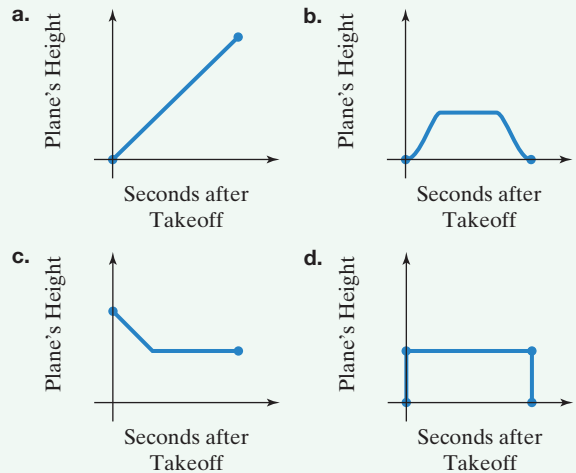 a.
Plane's Height
Seconds after
Takeoff
b.
Plane's Height
Seconds after
Takeoff
c.
Plane's Height
Seconds after
Takeoff
d.
Plane's Height
Seconds after
Takeoff